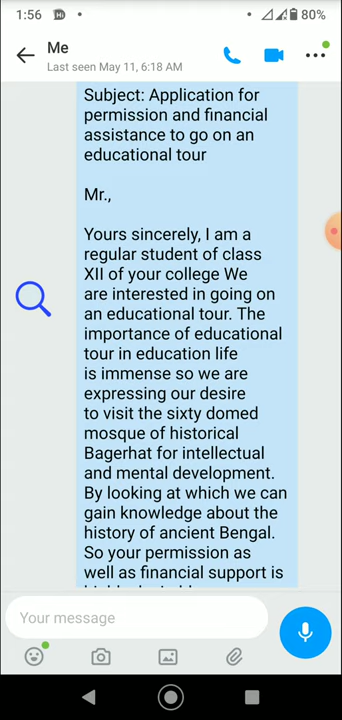 1:56
80%
Me
Last seen May 11, 6:18 AM
Subject: Application for
permission and financial
assistance to go on an
educational tour
Mr.,
Yours sincerely, I am a
regular student of class
XII of your college We
are interested in going on
an educational tour. The
importance of educational
tour in education life
is immense so we are
expressing our desire
to visit the sixty domed
mosque of historical
Bagerhat for intellectual
and mental development.
By looking at which we can
gain knowledge about the
history of ancient Bengal.
So your permission as
well as financial support is
Your message